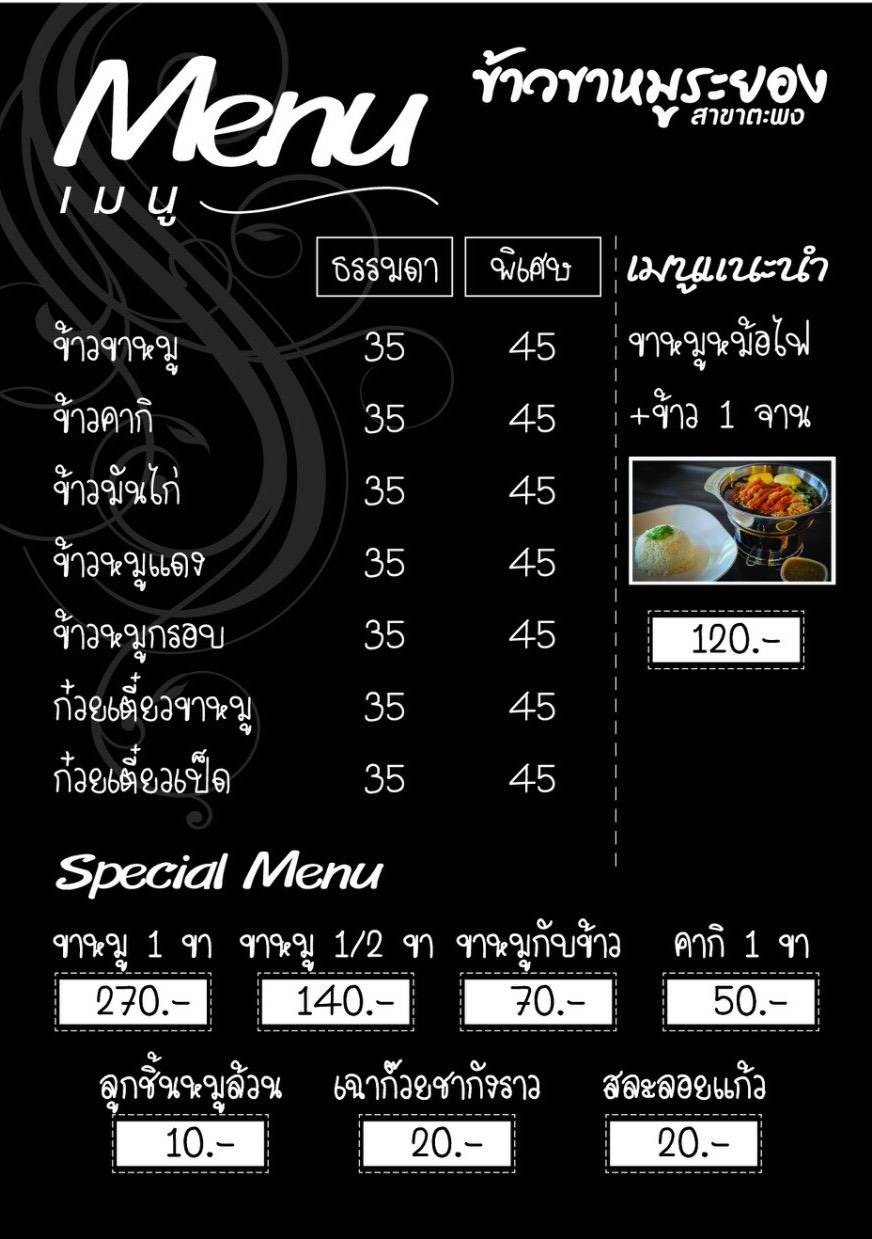 Menu
เมนู
ข้าวขาหมูระยอง
สาขาตะพง
ธรรมดา พิเศษ
ข้าวขาหมู 35 45
ข้าวคากิ 35 45
ข้าวมันไก่ 35 45
ข้าวหมูแดง 35 45
ข้าวหมูกรอบ 35 45
ก๋วยเตี๋ยวขาหมู 35 45
ก๋วยเตี๋ยวเป็ด 35 45
เมนูแนะนำ
ขาหมูหม้อไฟ
+ข้าว 1 จาน
120.-
Special Menu
ขาหมู 1 ขา ขาหมู 1/2 ขา ขาหมูกับข้าว คากิ 1 ขา
270.- 140.- 70.- 50.-
ลูกชิ้นหมูล้วน เฉาก๊วยชากังราว สละลอยแก้ว
10.- 20.- 20.-